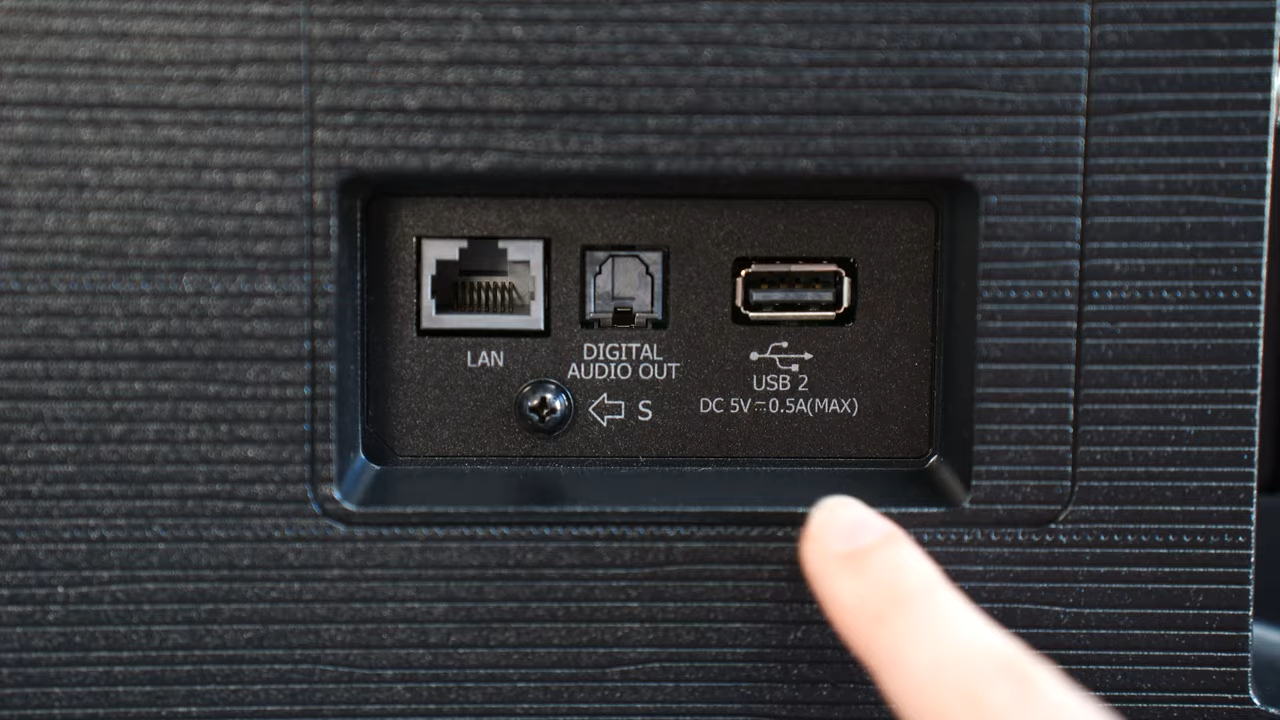 LAN
DIGITAL
AUDIO OUT
S
USB 2
DC 5V⎓0.5A(MAX)